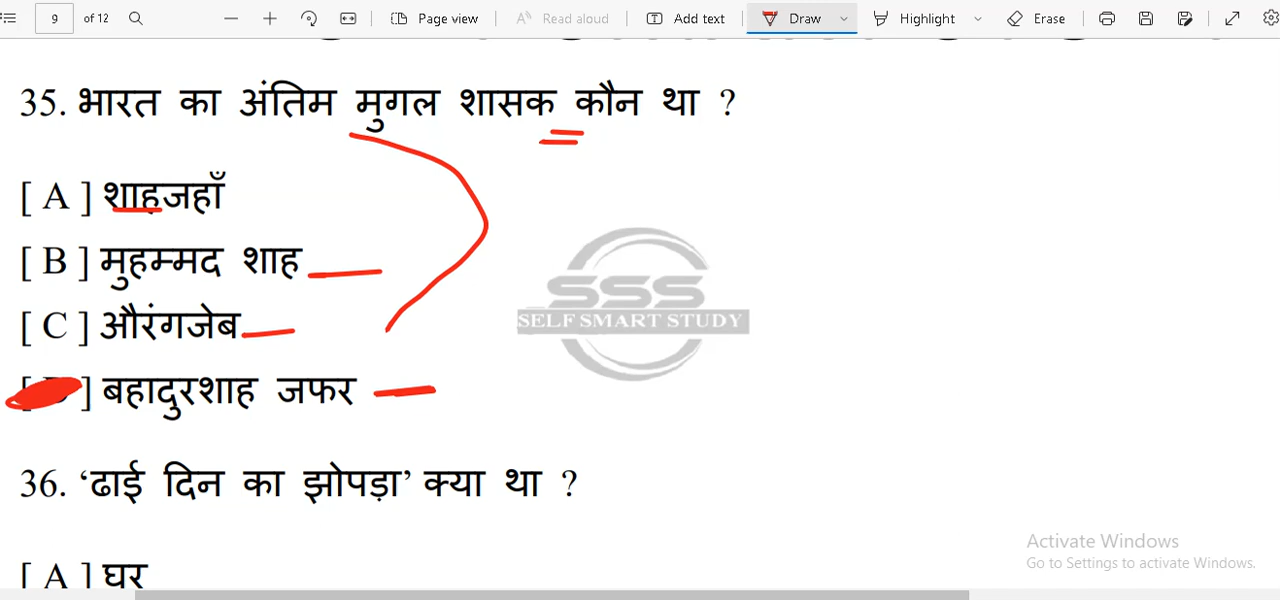 9 of 12 Page view Read aloud Add text Draw Highlight Erase
35. भारत का अंतिम मुगल शासक कौन था ?
[ A ] शाहजहाँ
[ B ] मुहम्मद शाह
[ C ] औरंगजेब
] बहादुरशाह जफर
SSS
SELF SMART STUDY
36. ‘ढाई दिन का झोपड़ा’ क्या था ?
[ A ] घर
Activate Windows
Go to Settings to activate Windows.